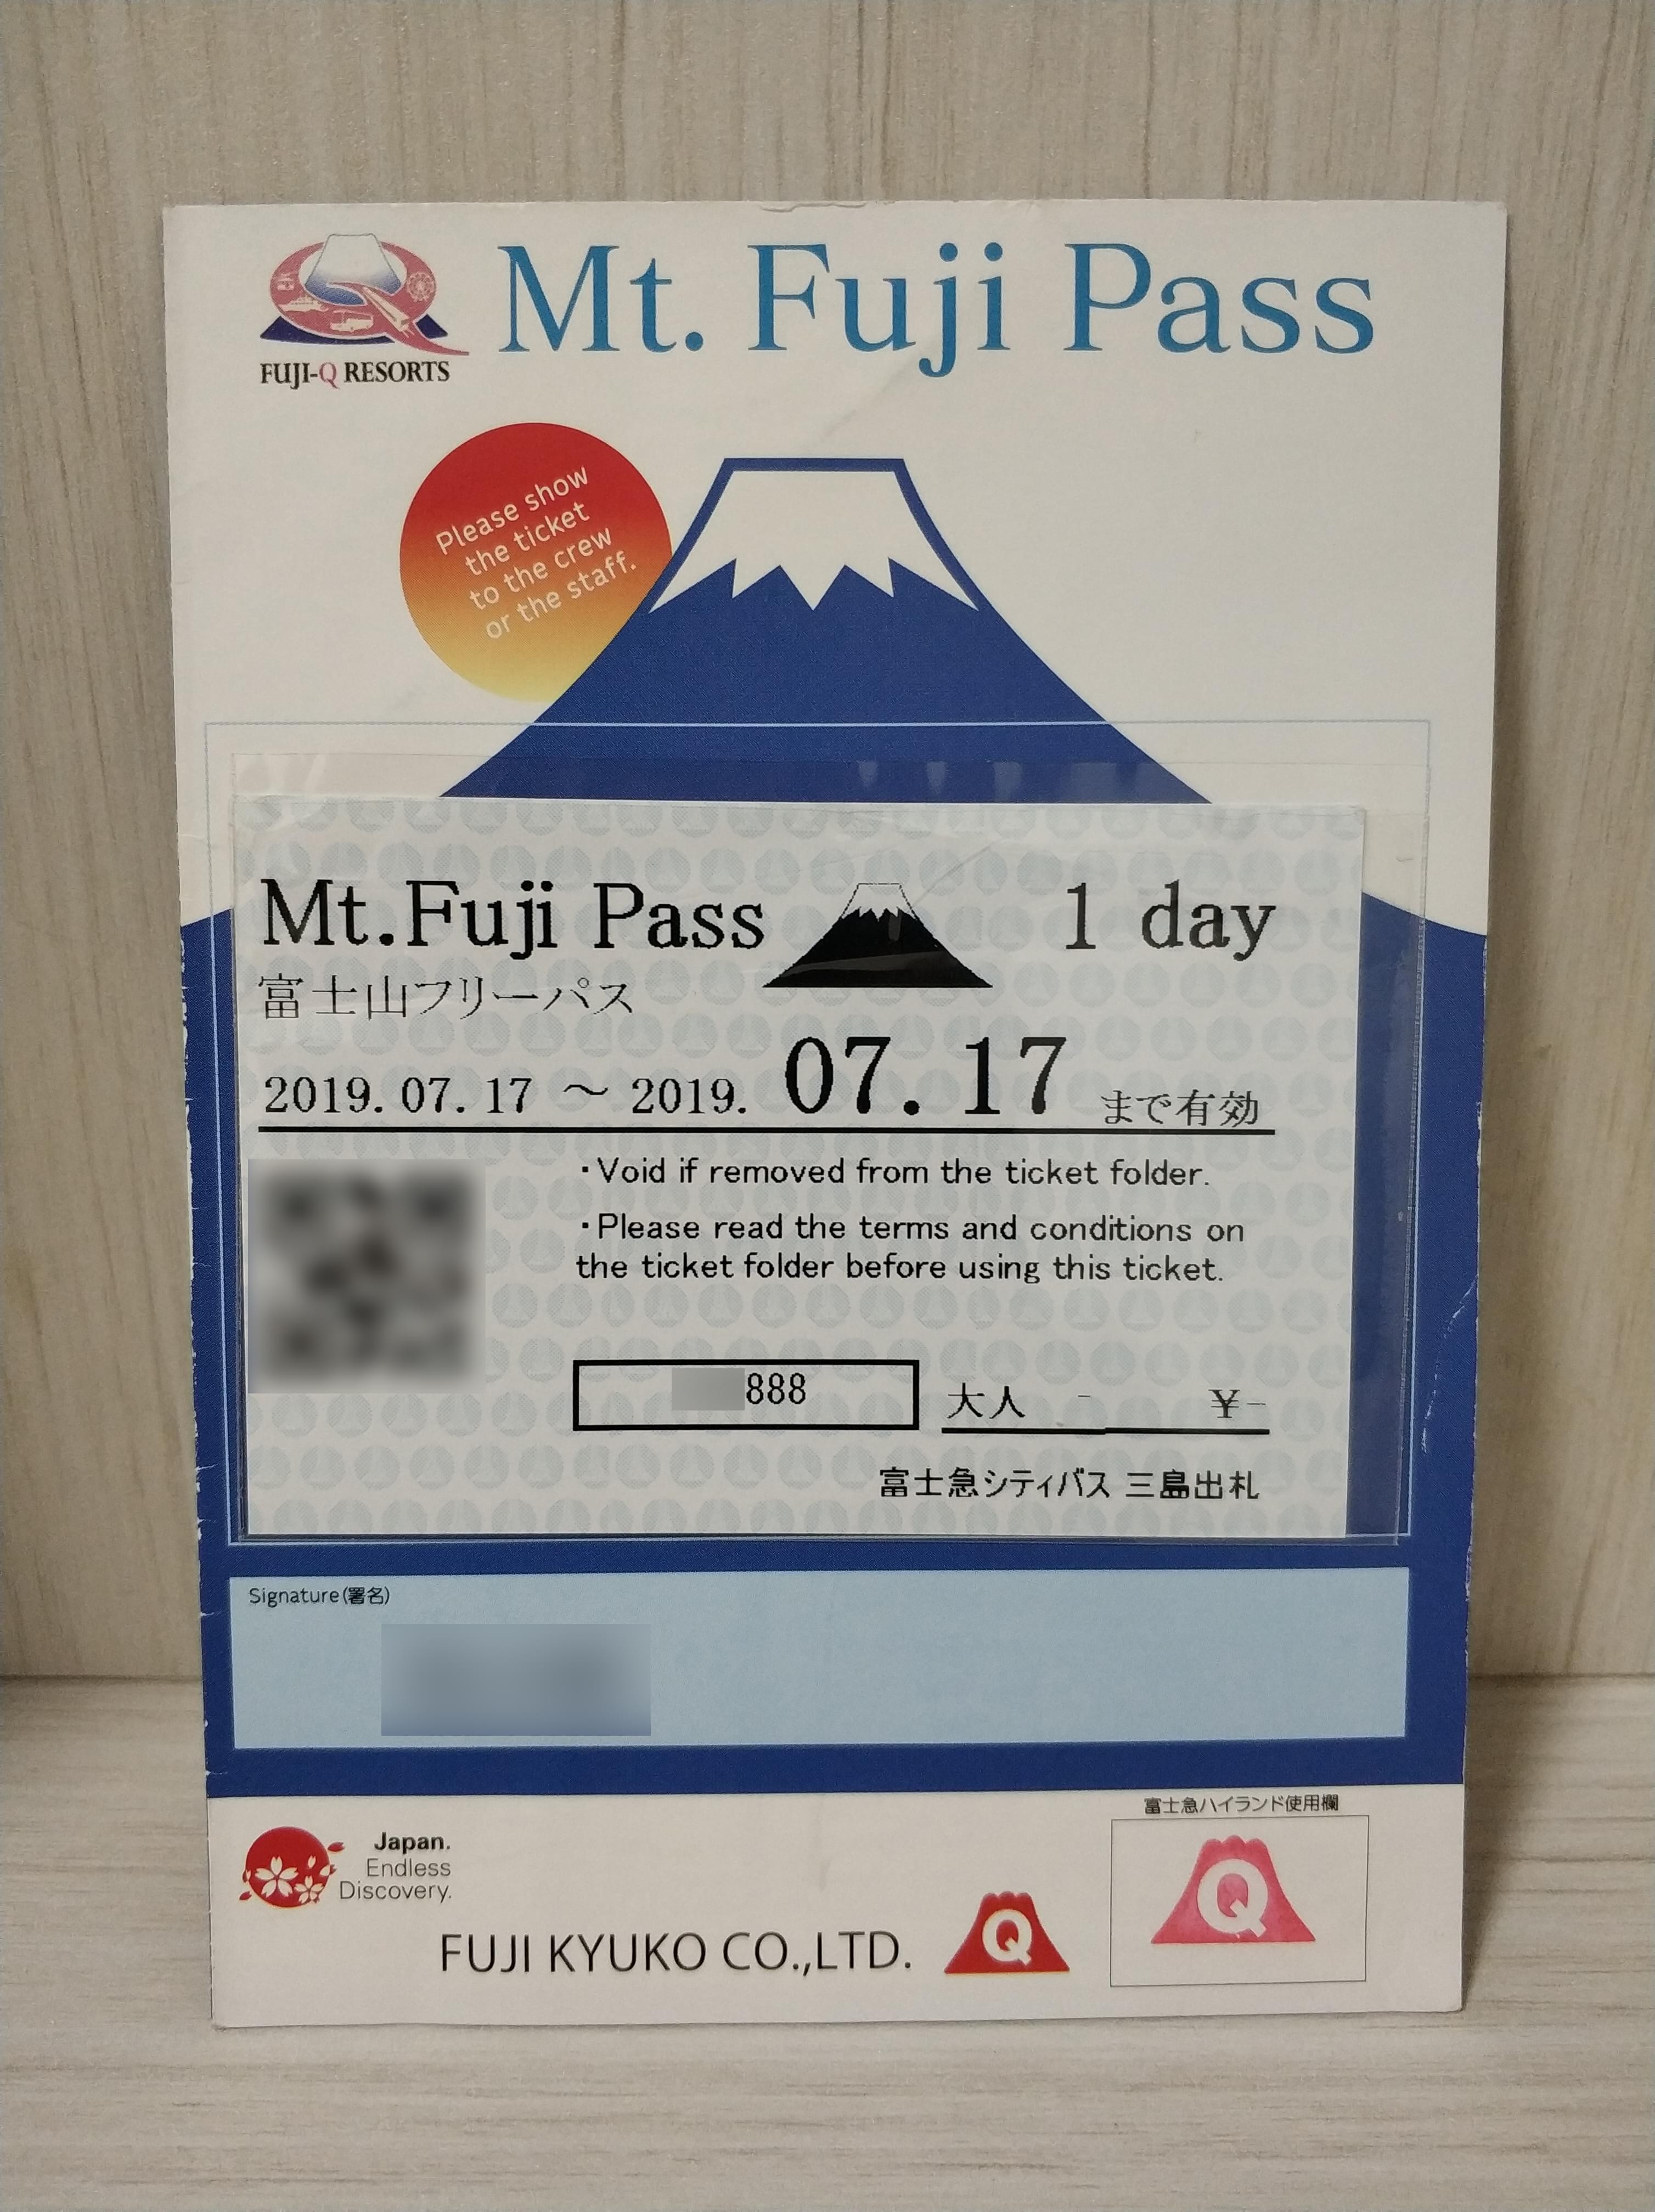 FUJI-Q RESORTS
Mt. Fuji Pass
Please show
the ticket
to the crew
or the staff.
Mt.Fuji Pass 1 day
富士山フリーパス
2019.07.17 ～ 2019. 07.17 まで有効
・Void if removed from the ticket folder.
・Please read the terms and conditions on
the ticket folder before using this ticket.
888
大人 - ¥-
富士急シティバス 三島出札
Signature(署名)
Japan.
Endless
Discovery.
FUJI KYUKO CO.,LTD.
Q
富士急ハイランド使用欄
Q